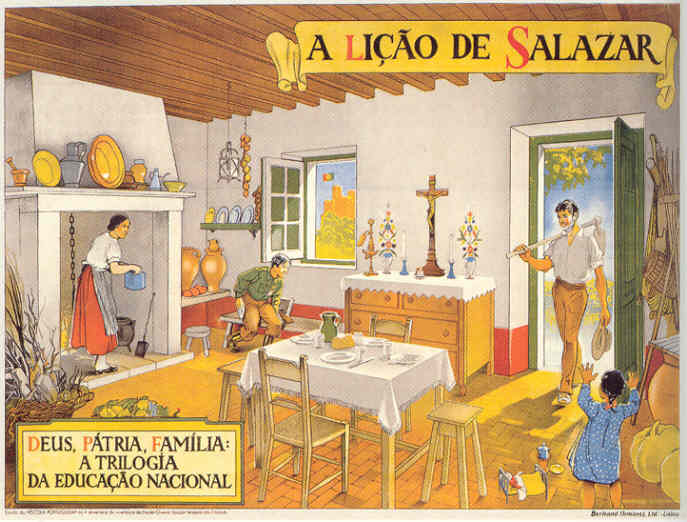 A LIÇÃO DE SALAZAR
DEUS, PÁTRIA, FAMÍLIA:
A TRILOGIA
DA EDUCAÇÃO NACIONAL
Bertrand (Irmãos), Ltd. - Lisboa